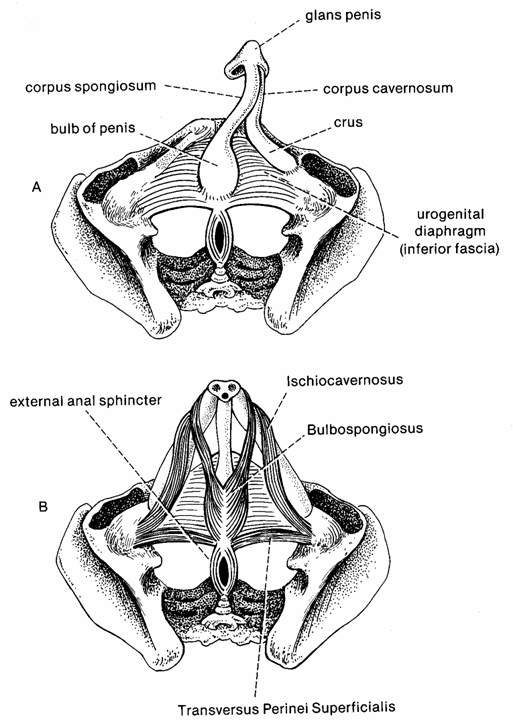 glans penis
corpus spongiosum
corpus cavernosum
bulb of penis
crus
A
urogenital
diaphragm
(inferior fascia)
Ischiocavernosus
external anal sphincter
Bulbospongiosus
B
Transversus Perinei Superficialis